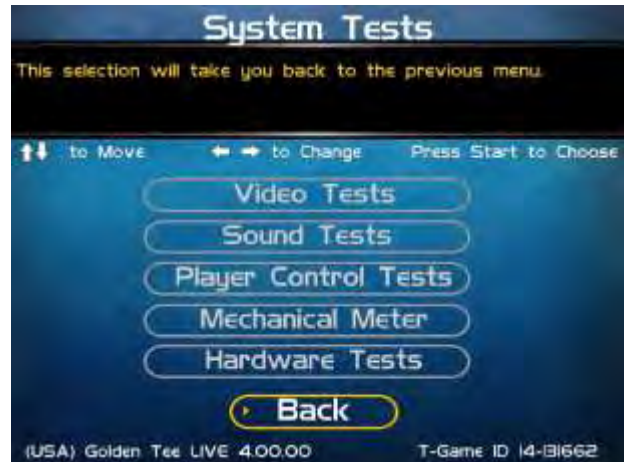 System Tests
This selection will take you back to the previous menu.
to Move to Change Press Start to Choose
Video Tests
Sound Tests
Player Control Tests
Mechanical Meter
Hardware Tests
Back
(USA) Golden Tee LIVE 4.00.00 T-Game ID 14-131662